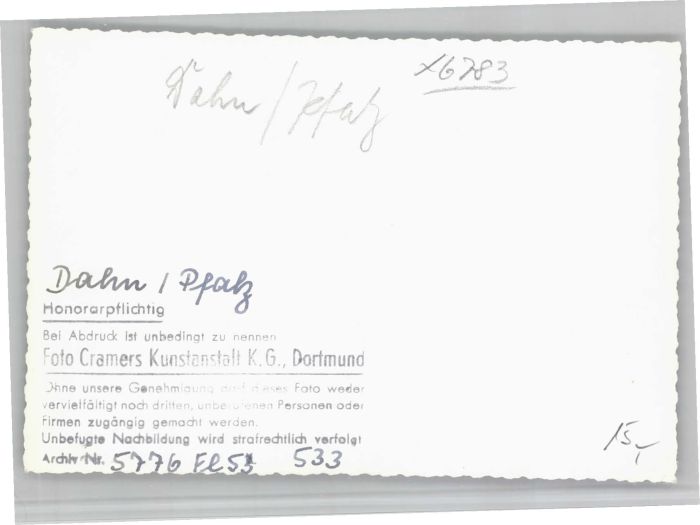 Dahn / Pfalz
x6783
Dahn / Pfalz
Honorarpflichtig
Bei Abdruck ist unbedingt zu nennen
Foto Cramers Kunstanstalt K.G., Dortmund
Ohne unsere Genehmigung darf dieses Foto weder
vervielfältigt noch dritten, unberufenen Personen oder
Firmen zugängig gemacht werden.
Unbefugte Nachbildung wird strafrechtlich verfolgt
Archiv Nr. 5776 533
15,-